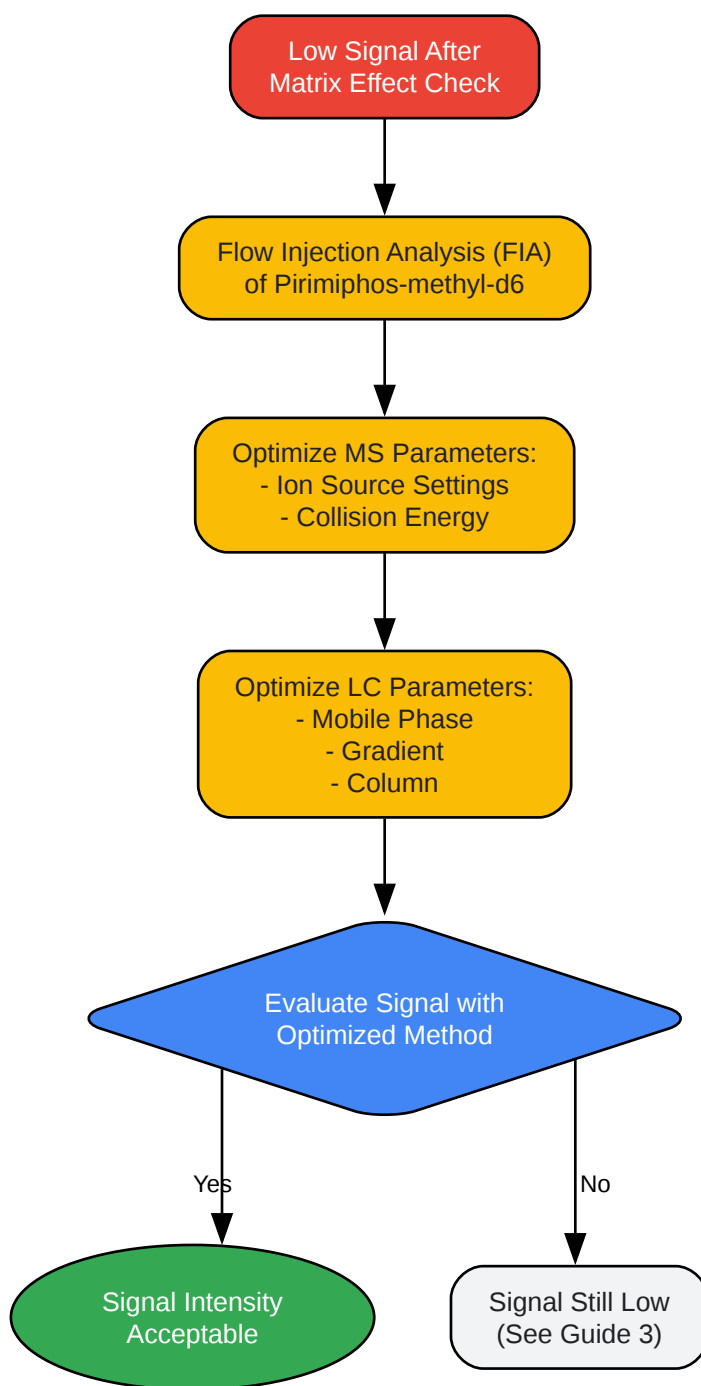 Low Signal After
Matrix Effect Check
Flow Injection Analysis (FIA)
of Pirimiphos-methyl-d6
Optimize MS Parameters:
- Ion Source Settings
- Collision Energy
Optimize LC Parameters:
- Mobile Phase
- Gradient
- Column
Evaluate Signal with
Optimized Method
Yes
No
Signal Intensity
Acceptable
Signal Still Low
(See Guide 3)